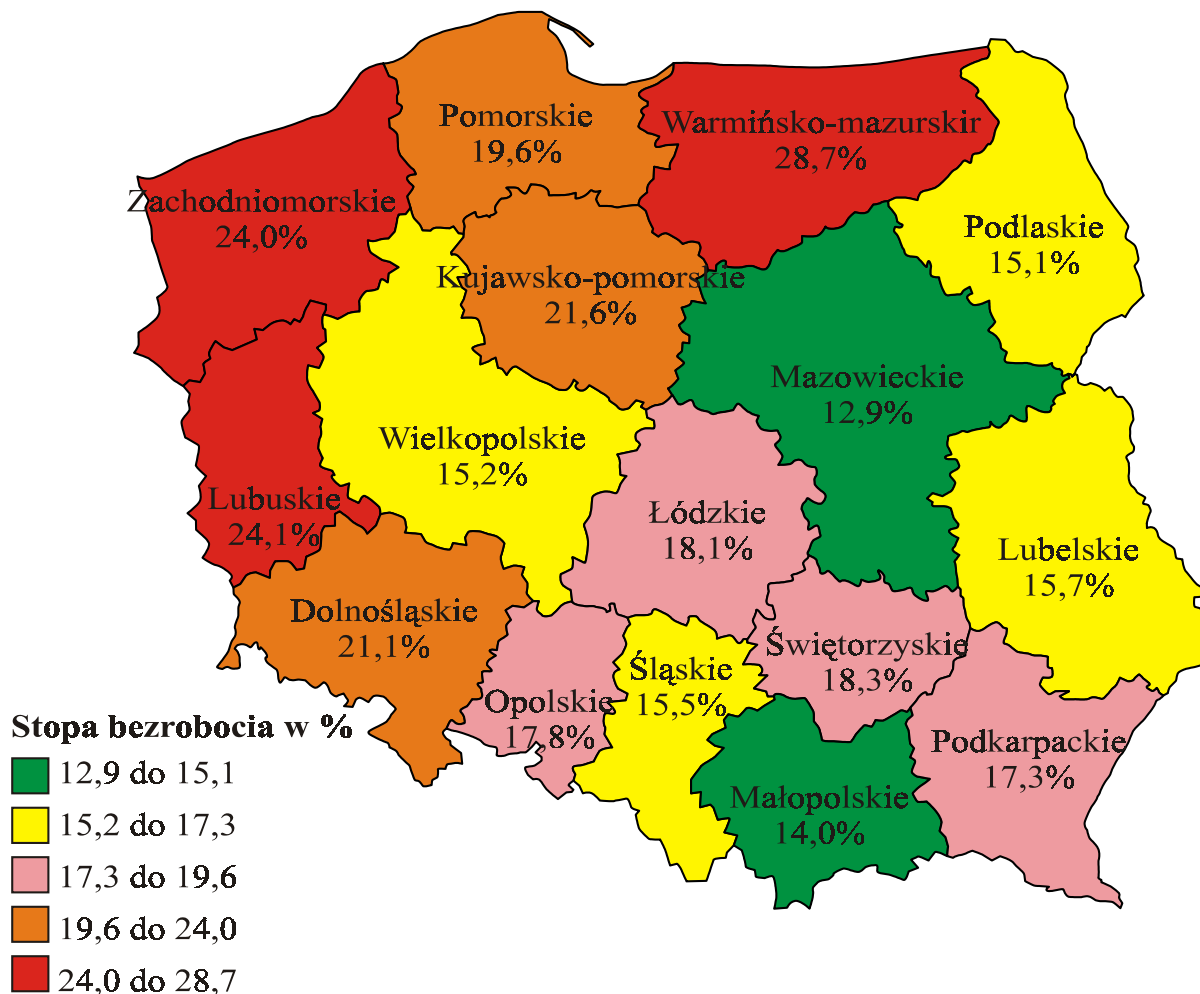 Pomorskie
19,6%
Warmińsko-mazurskir
28,7%
Zachodniomorskie
24,0%
Podlaskie
15,1%
Kujawsko-pomorskie
21,6%
Mazowieckie
12,9%
Wielkopolskie
15,2%
Lubuskie
24,1%
Łódzkie
18,1%
Lubelskie
15,7%
Dolnośląskie
21,1%
Świętorzyskie
18,3%
Śląskie
15,5%
Opolskie
17,8%
Podkarpackie
17,3%
Małopolskie
14,0%
Stopa bezrobocia w %
12,9 do 15,1
15,2 do 17,3
17,3 do 19,6
19,6 do 24,0
24,0 do 28,7